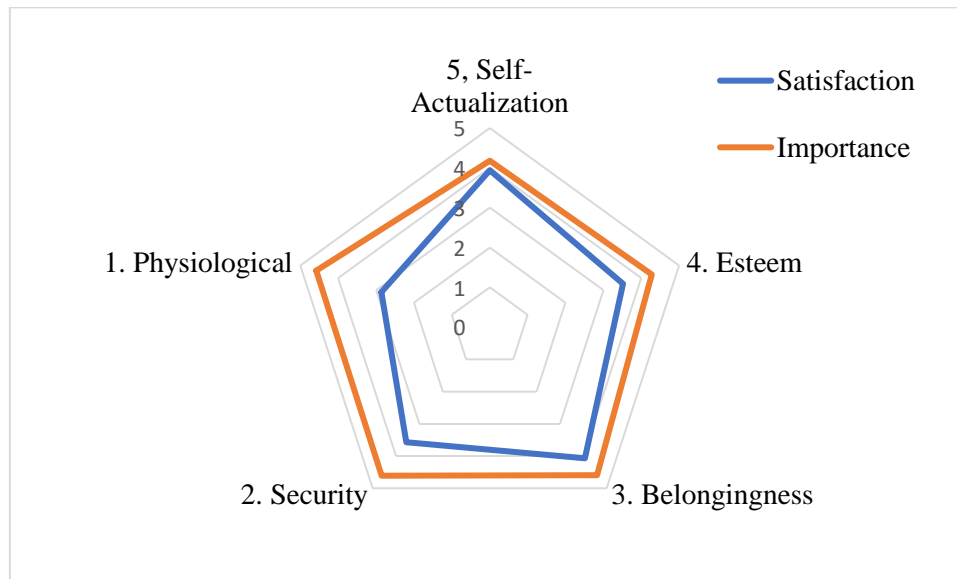 5, Self-
Actualization
Satisfaction
Importance
5
4
3
2
1
0
1. Physiological
4. Esteem
2. Security
3. Belongingness